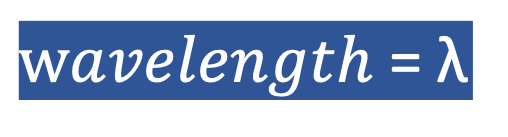 wavelength = λ